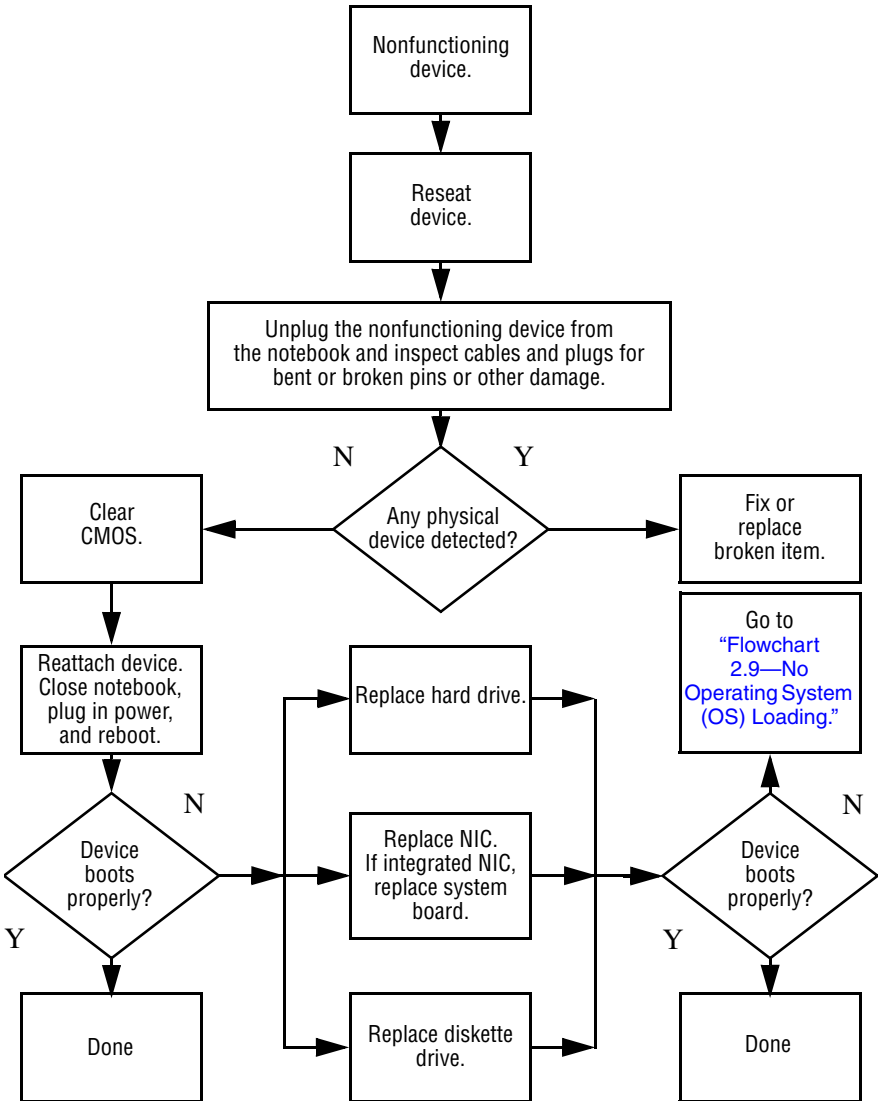 Nonfunctioning
device.
Reseat
device.
Unplug the nonfunctioning device from
the notebook and inspect cables and plugs for
bent or broken pins or other damage.
N
Y
Any physical
device detected?
Clear
CMOS.
Fix or
replace
broken item.
Reattach device.
Close notebook,
plug in power,
and reboot.
Replace hard drive.
Go to
“Flowchart
2.9—No
Operating System
(OS) Loading.”
N
Device
boots
properly?
Y
Replace NIC.
If integrated NIC,
replace system
board.
N
Device
boots
properly?
Y
Done
Replace diskette
drive.
Done